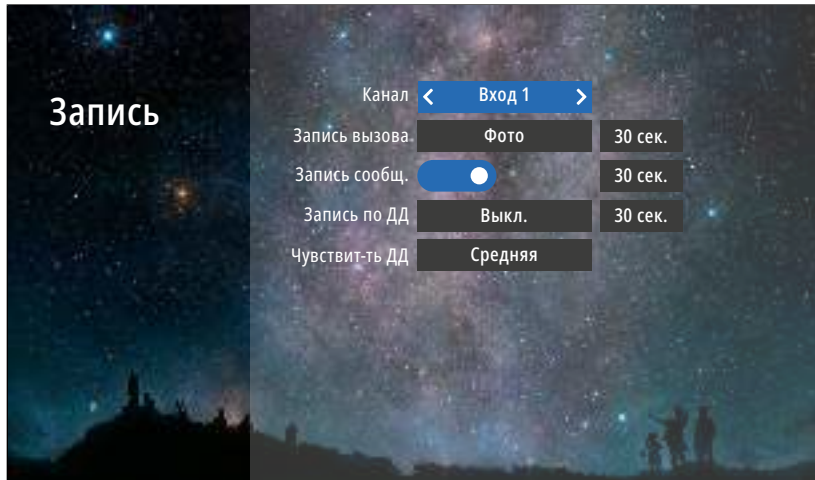 Запись
Канал Вход 1
Запись вызова Фото 30 сек.
Запись сообщ. 30 сек.
Запись по ДД Выкл. 30 сек.
Чувствит-ть ДД Средняя